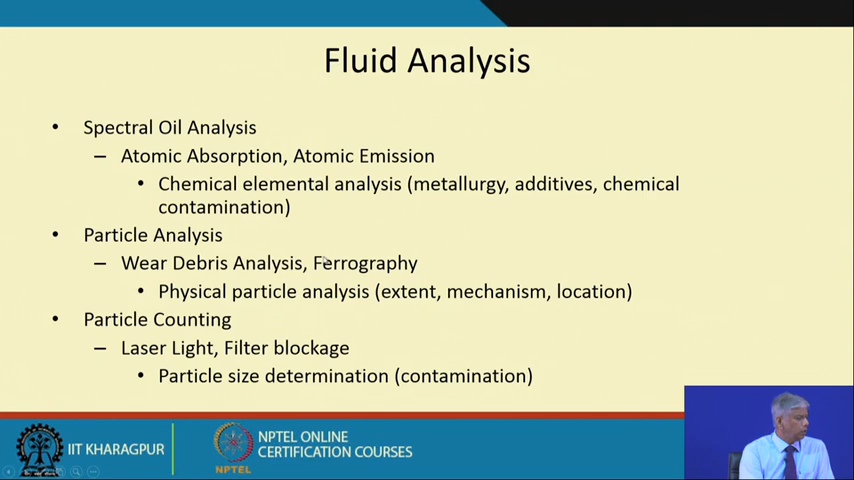 Fluid Analysis
• Spectral Oil Analysis
– Atomic Absorption, Atomic Emission
• Chemical elemental analysis (metallurgy, additives, chemical
contamination)
• Particle Analysis
– Wear Debris Analysis, Ferrography
• Physical particle analysis (extent, mechanism, location)
• Particle Counting
– Laser Light, Filter blockage
• Particle size determination (contamination)
IIT KHARAGPUR
NPTEL
NPTEL ONLINE
CERTIFICATION COURSES